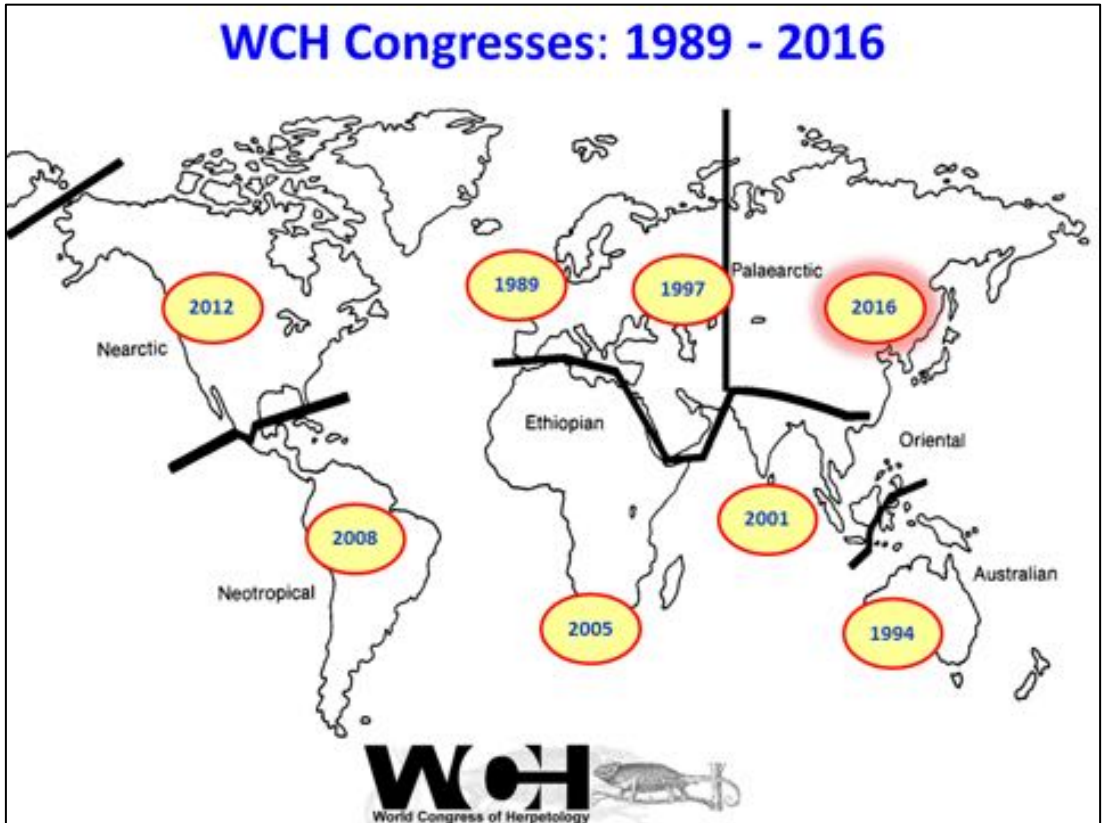 WCH Congresses: 1989 - 2016
1989
1997
Palaearctic
2012
2016
Nearctic
Ethiopian
Oriental
2001
2008
Neotropical
Australian
2005
1994
WCH
World Congress of Herpetology